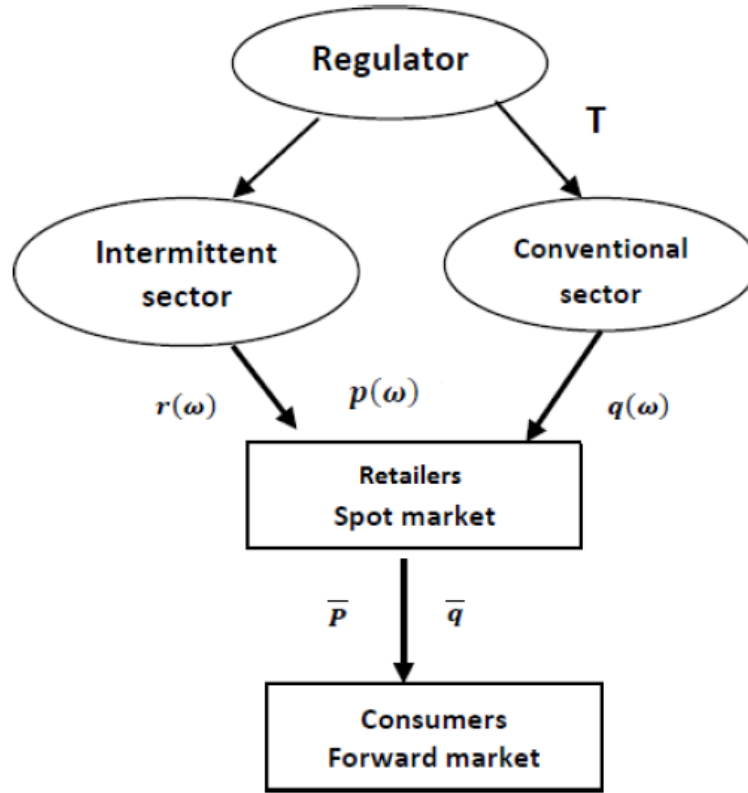 Regulator
T
Intermittent
sector
Conventional
sector
r(ω)
p(ω)
q(ω)
Retailers
Spot market
P̅
q̅
Consumers
Forward market